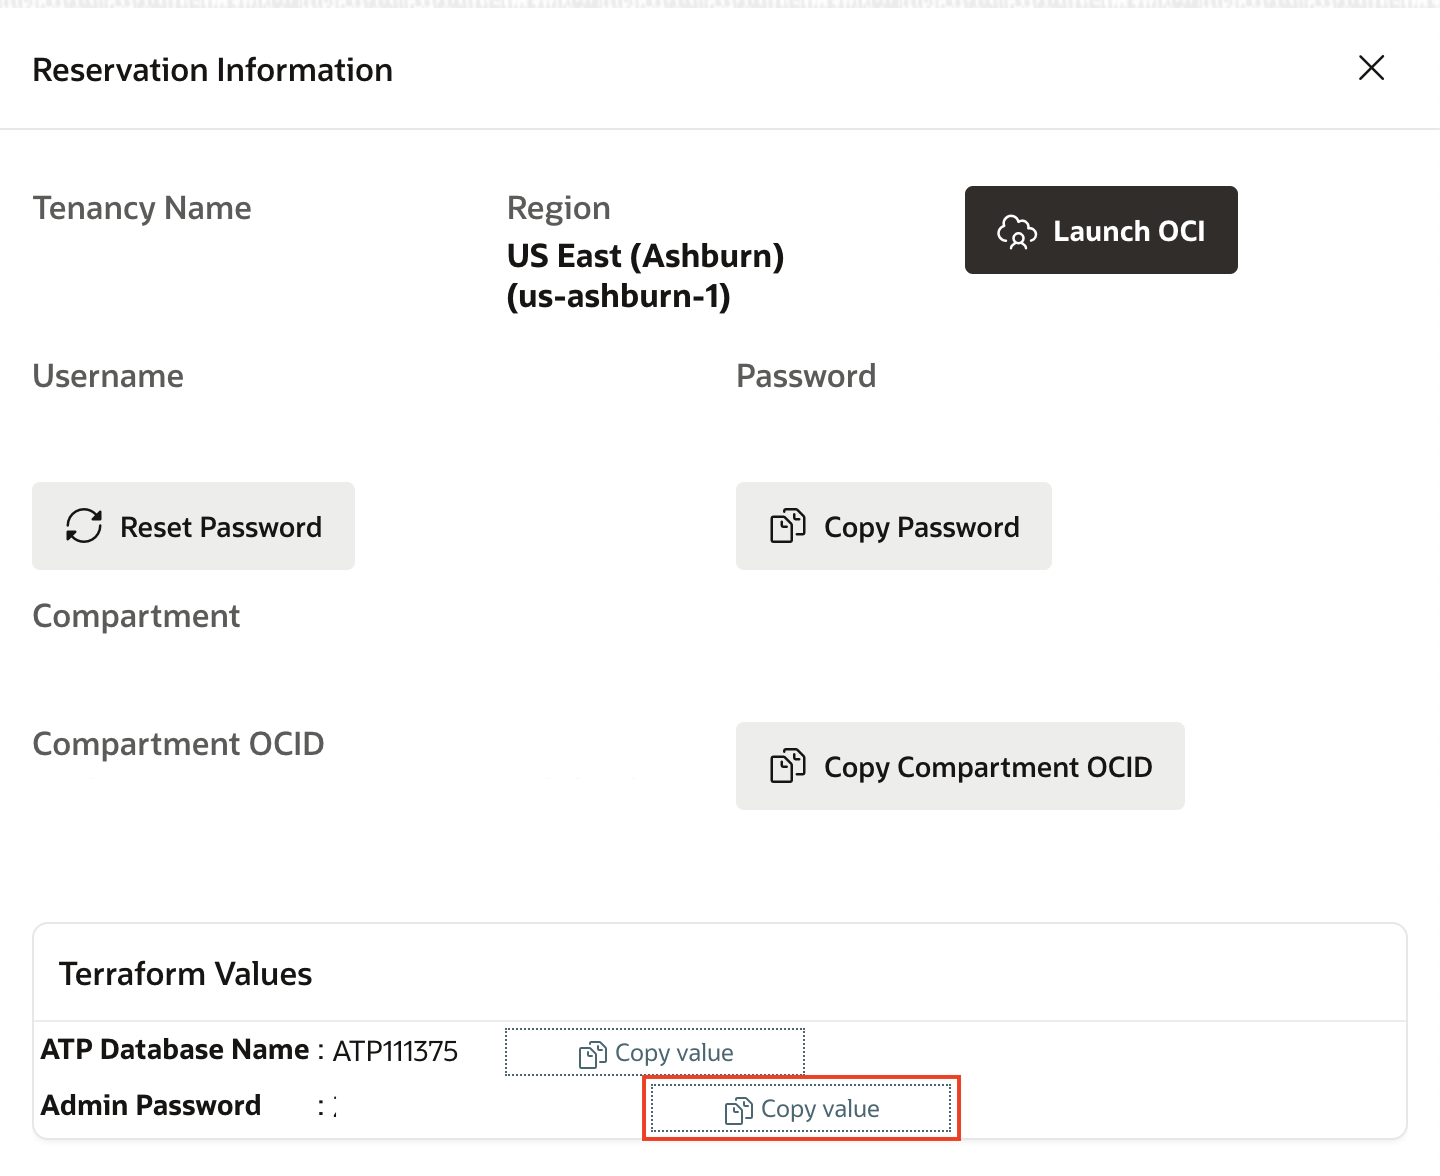 Reservation Information
Tenancy Name
Region
Launch OCI
US East (Ashburn)
(us-ashburn-1)
Username
Password
Reset Password
Copy Password
Compartment
Compartment OCID
Copy Compartment OCID
Terraform Values
ATP Database Name : ATP111375 Copy value
Admin Password : Copy value